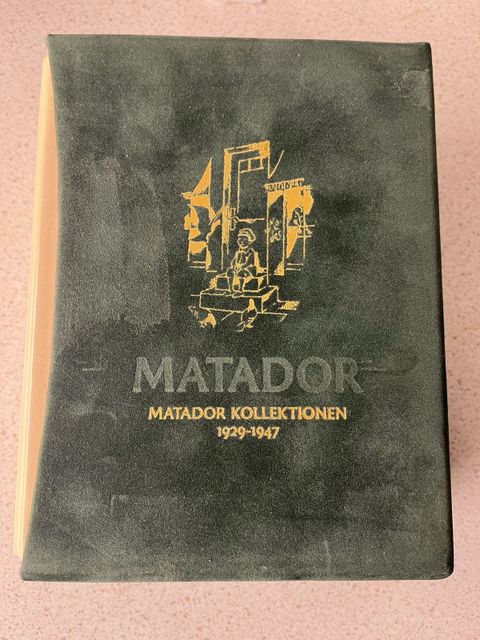 MATADOR
MATADOR KOLLEKTIONEN
1929-1947